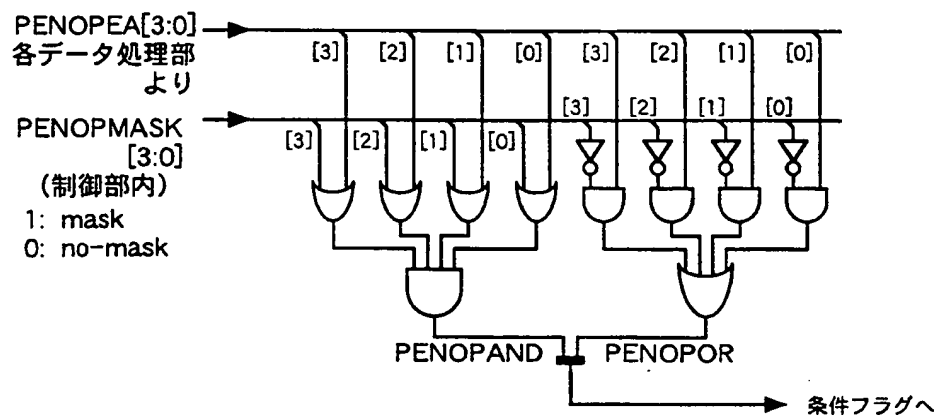 PENOPEA[3:0]
各データ処理部
より
[3] [2] [1] [0] [3] [2] [1] [0]
PENOPMASK
[3:0]
(制御部内)
1: mask
0: no-mask
[3] [2] [1] [0] [3] [2] [1] [0]
PENOPAND PENOPOR
条件フラグへ